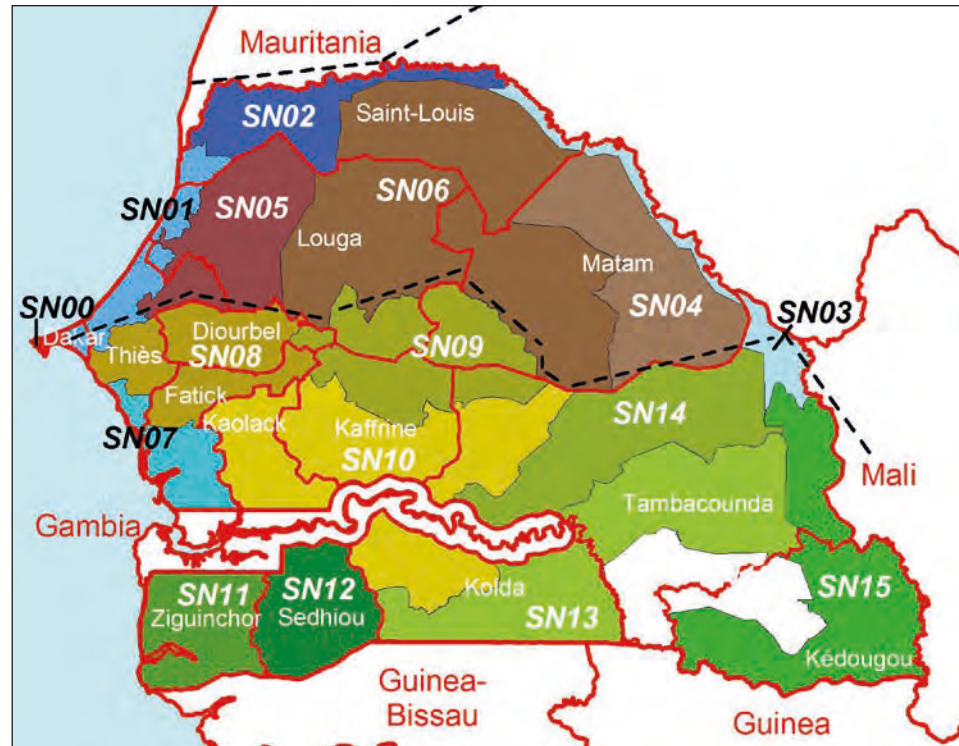 Mauritania
SN02
Saint-Louis
SN01
SN05
SN06
Louga
Matam
SN00
SN04
SN03
Dakar
Diourbel
SN09
Thiès
SN08
Fatick
SN14
SN07
Kaolack
Kaffrine
SN10
Mali
Tambacounda
Gambia
SN11
SN12
Kolda
SN15
Ziguinchor
Sedhiou
SN13
Kédougou
Guinea-
Bissau
Guinea